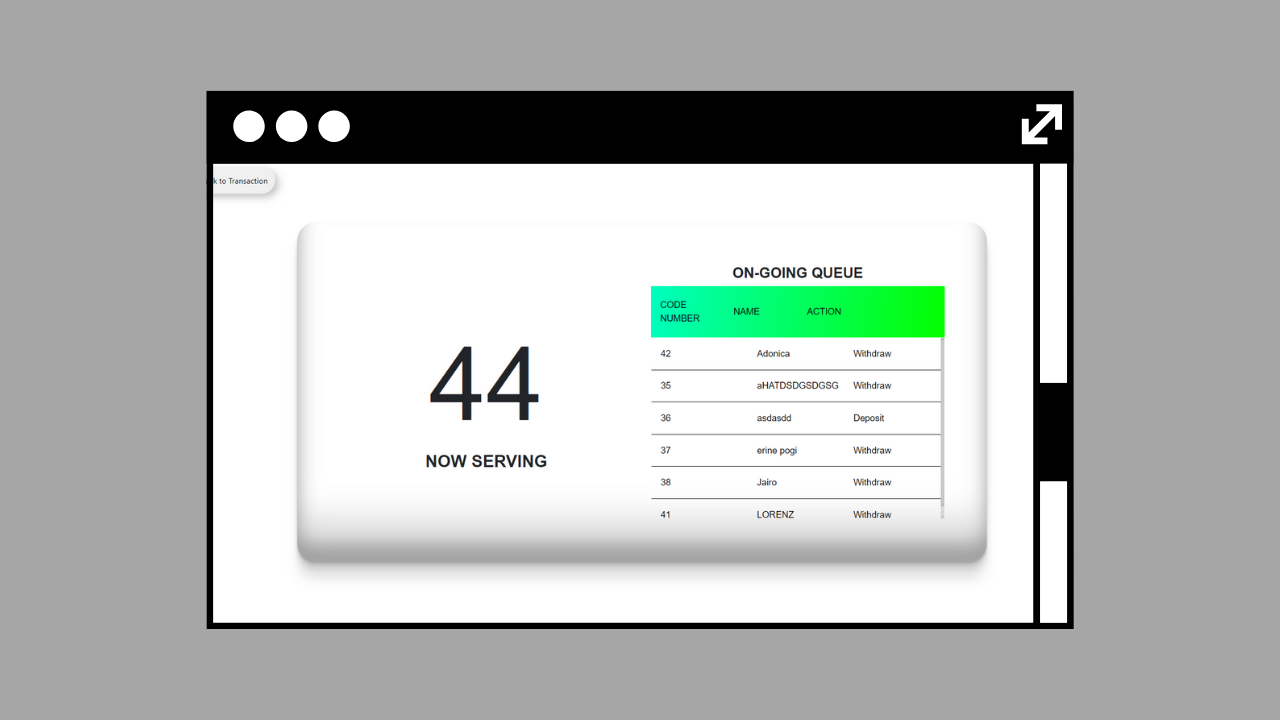 k to Transaction
ON-GOING QUEUE
CODE NUMBER NAME ACTION
42 Adonica Withdraw
35 aHATDSDGSDGSG Withdraw
36 asdasdd Deposit
37 erine pogi Withdraw
38 Jairo Withdraw
41 LORENZ Withdraw
44
NOW SERVING